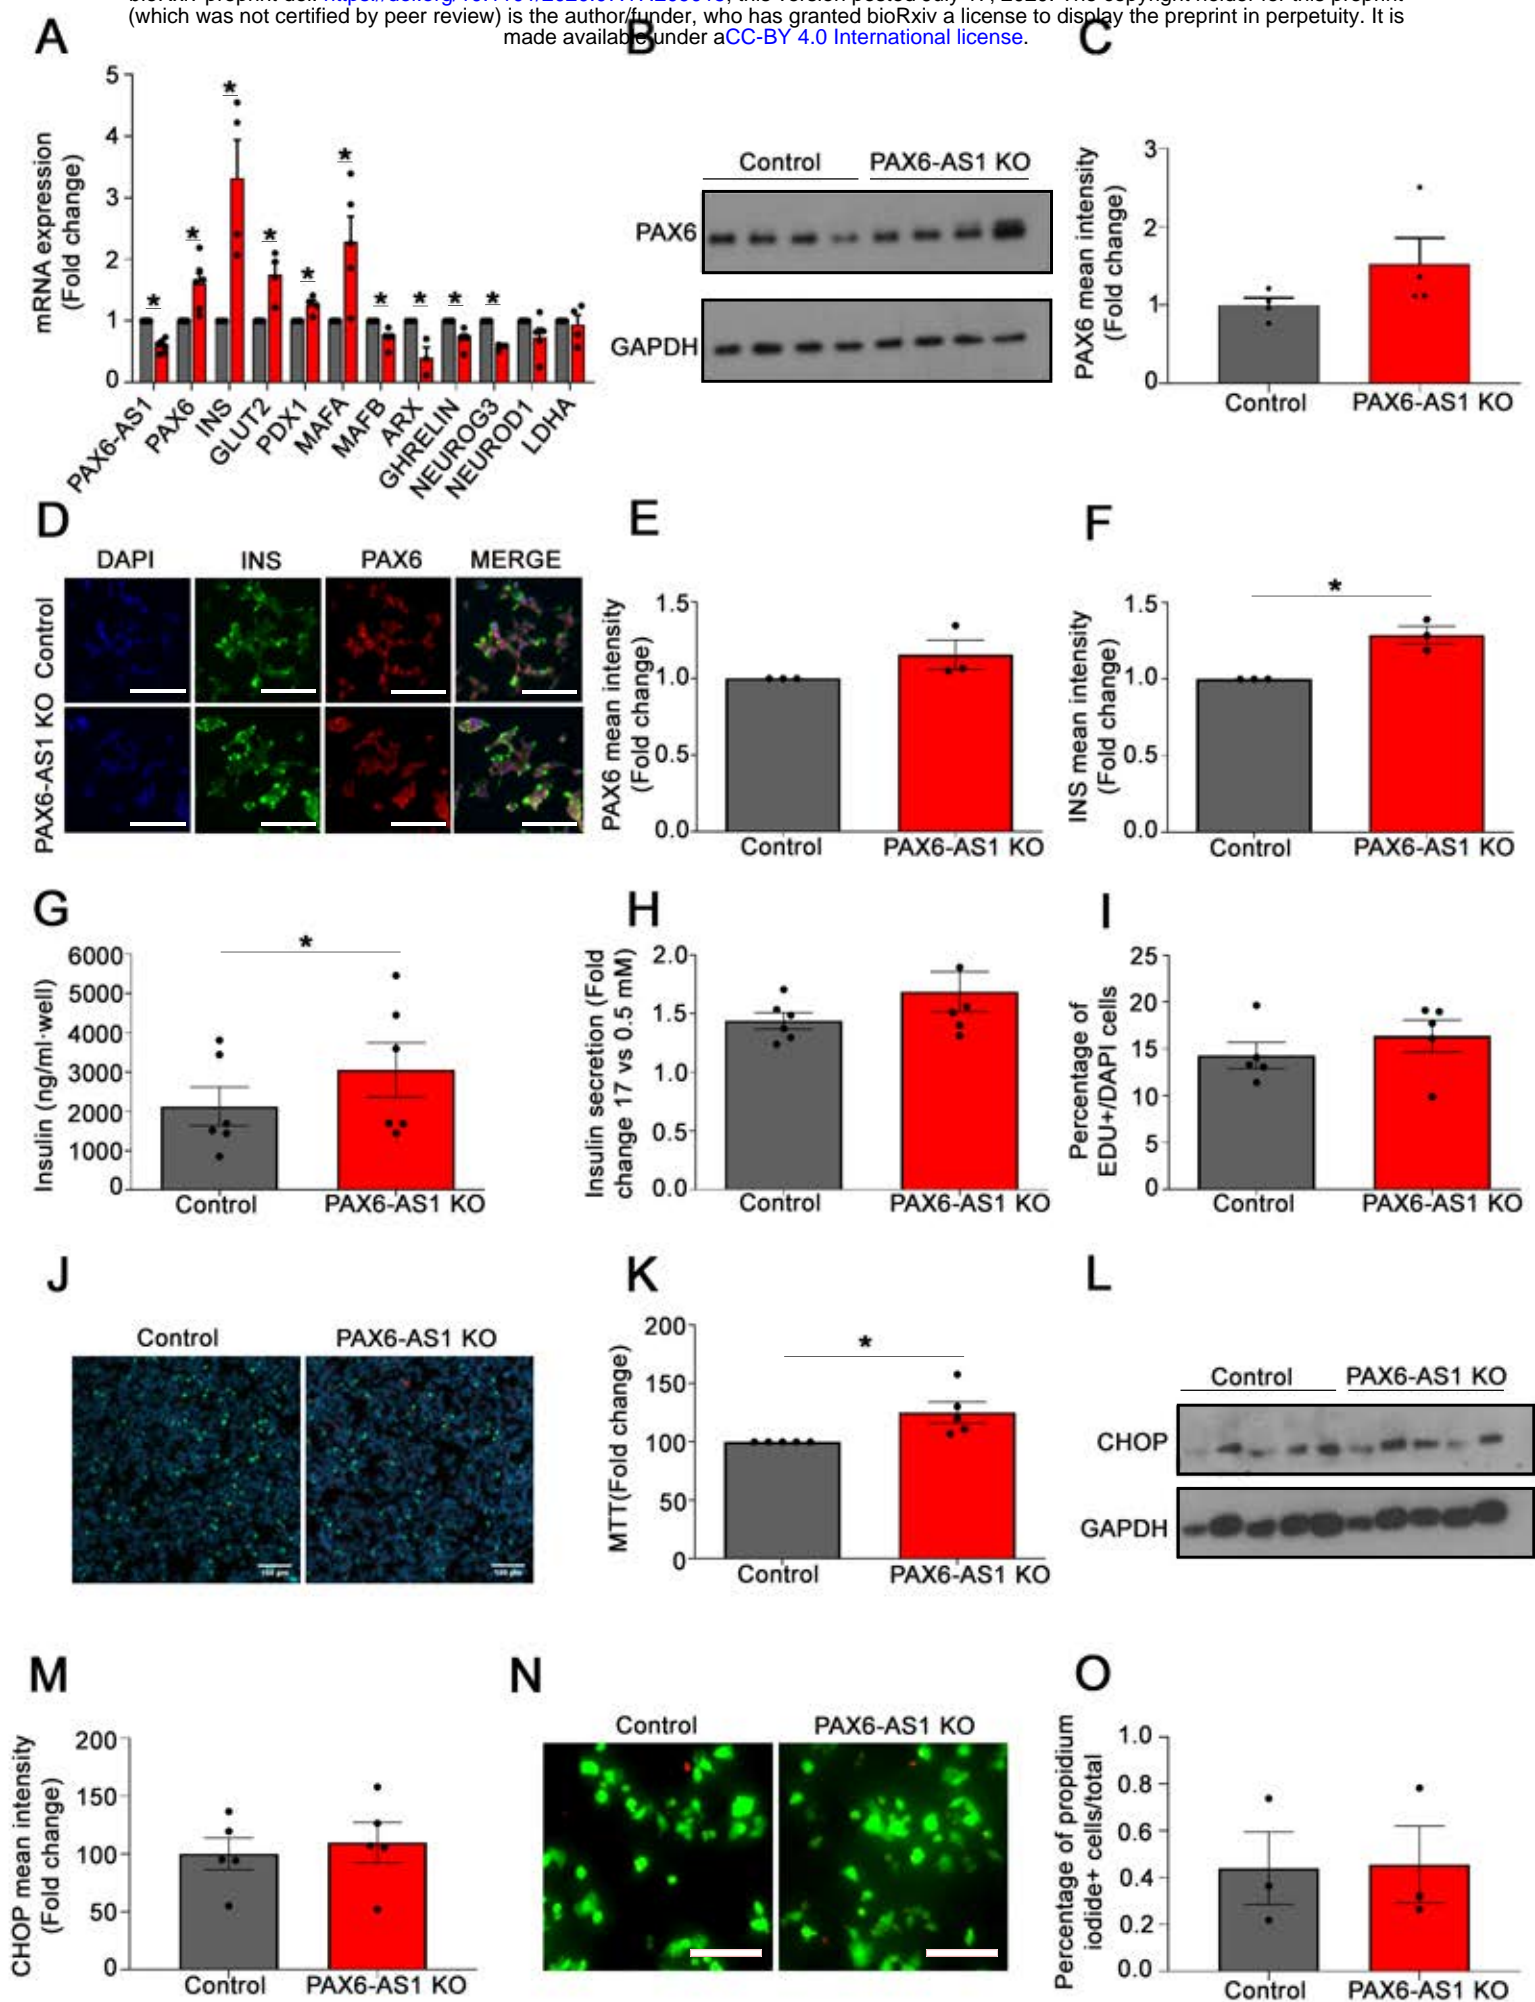 (which was not certified by peer review) is the author/funder, who has granted bioRxiv a license to display the preprint in perpetuity. It is
made available under aCC-BY 4.0 International license.
A
mRNA expression
(Fold change)
5
4
3
2
1
0
* * * * * * * * * *
PAX6-AS1
PAX6
INS
GLUT2
PDX1
MAFA
MAFB
ARX
GHRELIN
NEUROG3
NEUROD1
LDHA
B
Control PAX6-AS1 KO
PAX6
GAPDH
C
PAX6 mean intensity
(Fold change)
3
2
1
0
Control PAX6-AS1 KO
D
DAPI INS PAX6 MERGE
Control
PAX6-AS1 KO
E
PAX6 mean intensity
(Fold change)
1.5
1.0
0.5
0.0
Control PAX6-AS1 KO
F
INS mean intensity
(Fold change)
1.5
1.0
0.5
0.0
*
Control PAX6-AS1 KO
G
Insulin (ng/ml·well)
6000
5000
4000
3000
2000
1000
0
*
Control PAX6-AS1 KO
H
Insulin secretion (Fold
change 17 vs 0.5 mM)
2.0
1.5
1.0
0.5
0.0
Control PAX6-AS1 KO
I
Percentage of
EDU+/DAPI cells
25
20
15
10
5
0
Control PAX6-AS1 KO
J
Control PAX6-AS1 KO
K
MTT(Fold change)
200
150
100
50
0
*
Control PAX6-AS1 KO
L
Control PAX6-AS1 KO
CHOP
GAPDH
M
CHOP mean intensity
(Fold change)
200
150
100
50
0
Control PAX6-AS1 KO
N
Control PAX6-AS1 KO
O
Percentage of propidium
iodide+ cells/total
1.0
0.8
0.6
0.4
0.2
0.0
Control PAX6-AS1 KO